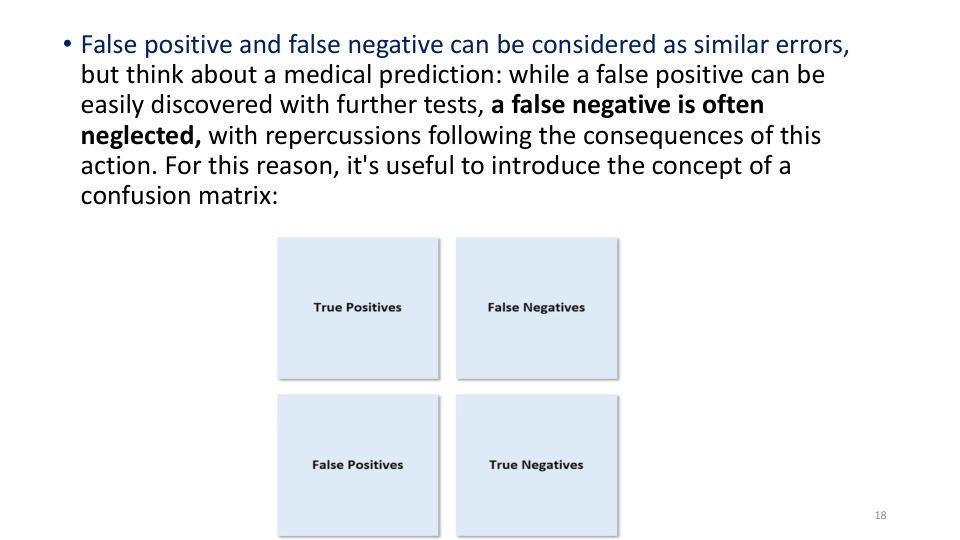 • False positive and false negative can be considered as similar errors,
but think about a medical prediction: while a false positive can be
easily discovered with further tests, a false negative is often
neglected, with repercussions following the consequences of this
action. For this reason, it's useful to introduce the concept of a
confusion matrix:
True Positives
False Negatives
False Positives
True Negatives
18